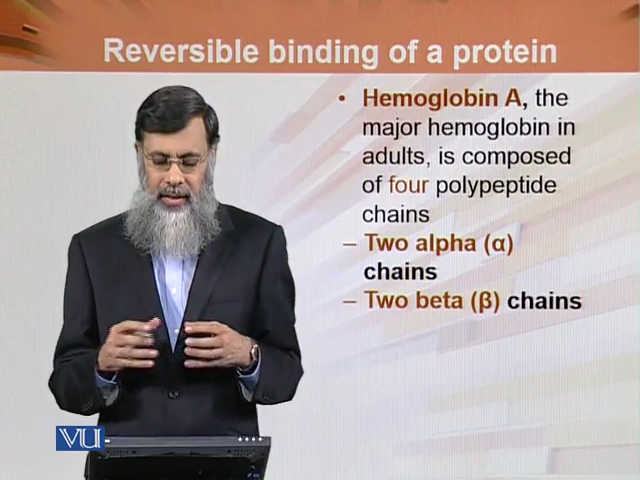 Reversible binding of a protein
• Hemoglobin A, the
major hemoglobin in
adults, is composed
of four polypeptide
chains
– Two alpha (α)
chains
– Two beta (β) chains
VU